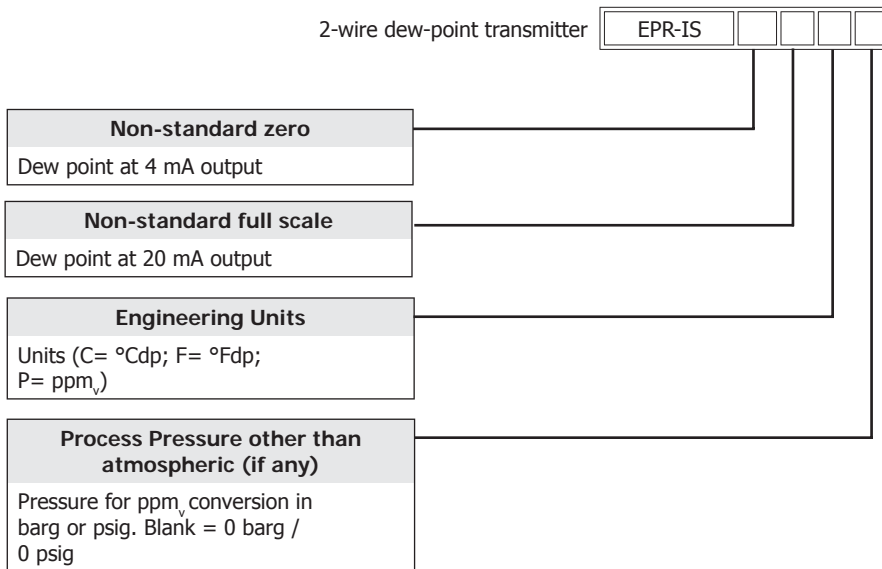 2-wire dew-point transmitter EPR-IS
Non-standard zero
Dew point at 4 mA output
Non-standard full scale
Dew point at 20 mA output
Engineering Units
Units (C= °Cdp; F= °Fdp;
P= ppmᵥ)
Process Pressure other than
atmospheric (if any)
Pressure for ppmᵥ conversion in
barg or psig. Blank = 0 barg /
0 psig